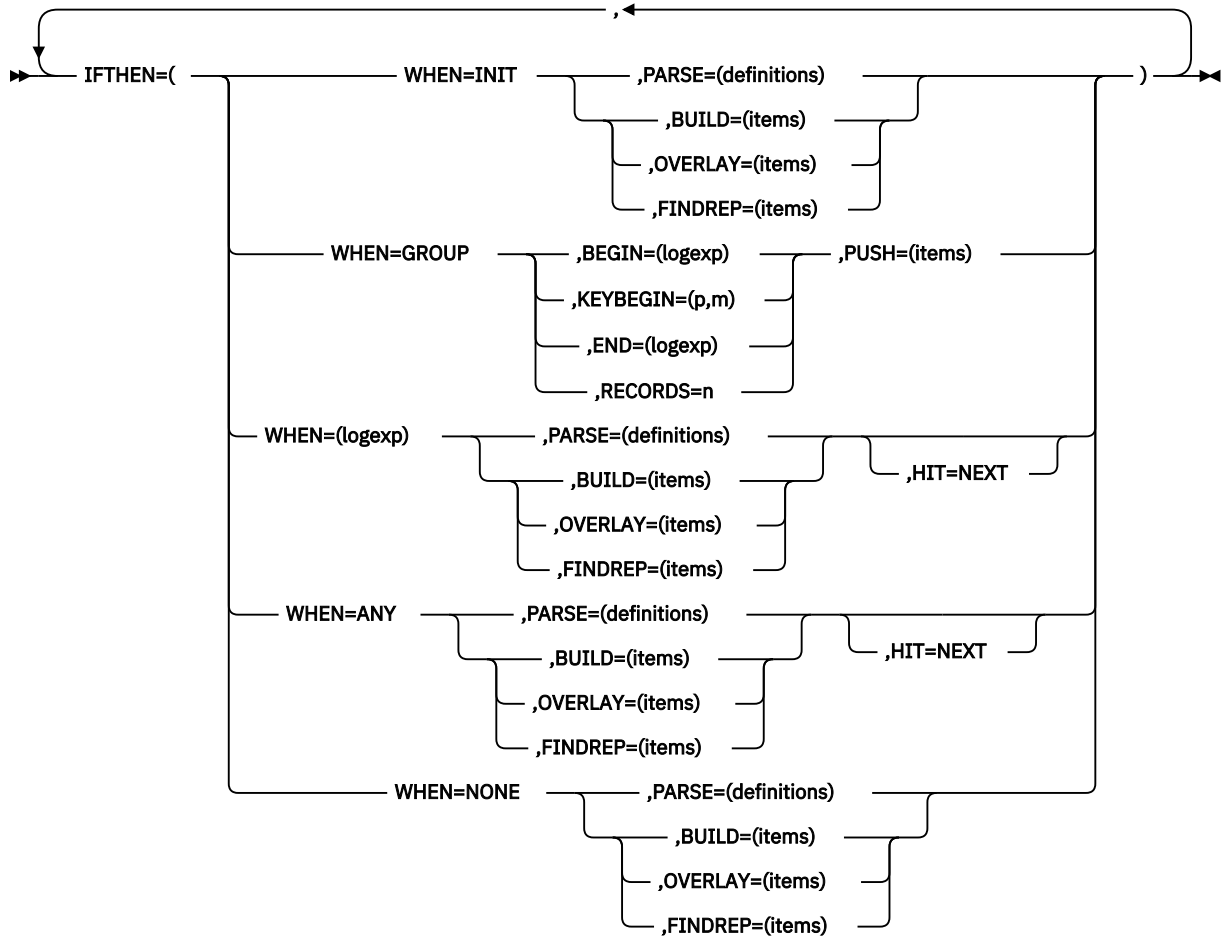 ,
IFTHEN=( WHEN=INIT ,PARSE=(definitions) )
,BUILD=(items)
,OVERLAY=(items)
,FINDREP=(items)
WHEN=GROUP ,BEGIN=(logexp) ,PUSH=(items)
,KEYBEGIN=(p,m)
,END=(logexp)
,RECORDS=n
WHEN=(logexp) ,PARSE=(definitions)
,HIT=NEXT
,BUILD=(items)
,OVERLAY=(items)
,FINDREP=(items)
WHEN=ANY ,PARSE=(definitions)
,HIT=NEXT
,BUILD=(items)
,OVERLAY=(items)
,FINDREP=(items)
WHEN=NONE ,PARSE=(definitions)
,BUILD=(items)
,OVERLAY=(items)
,FINDREP=(items)